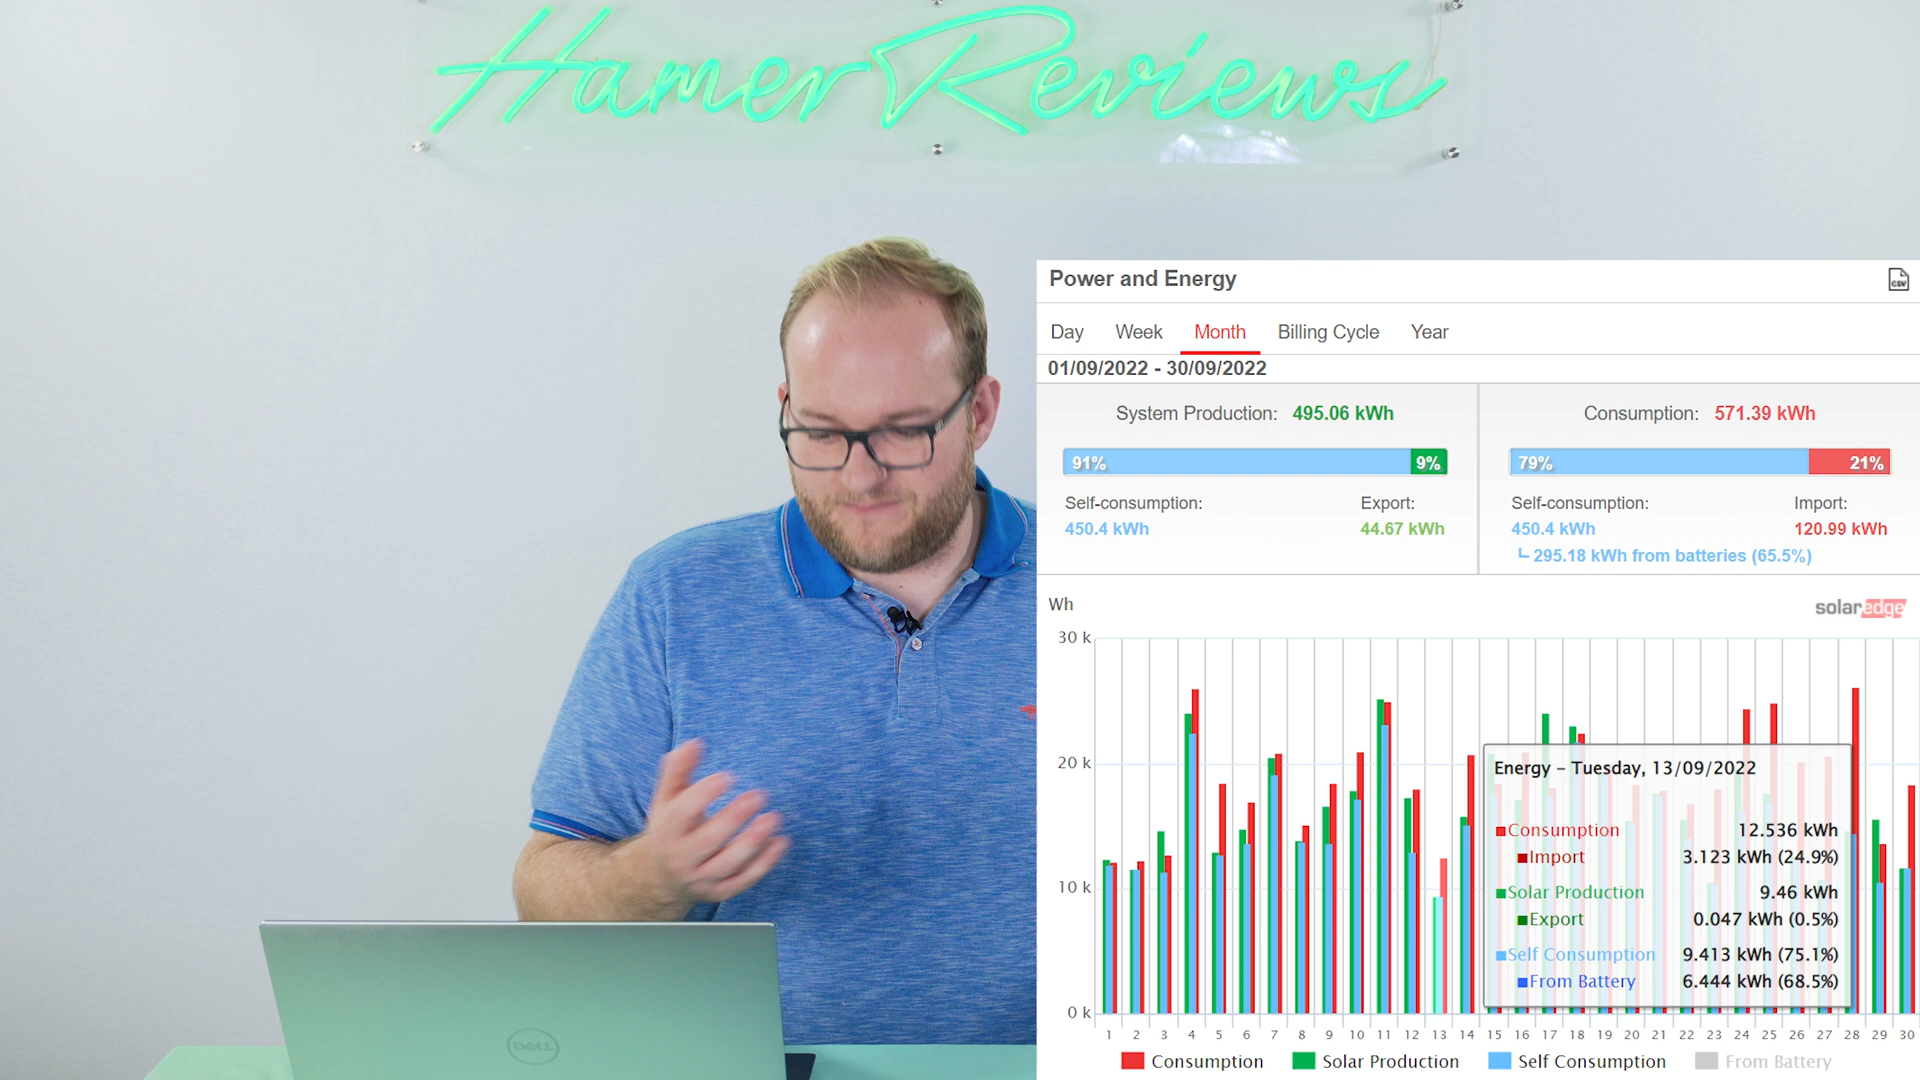 HamerReviews
Power and Energy
CSV
Day Week Month Billing Cycle Year
01/09/2022 - 30/09/2022
System Production: 495.06 kWh
91% 9%
Self-consumption: Export:
450.4 kWh 44.67 kWh
Consumption: 571.39 kWh
79% 21%
Self-consumption: Import:
450.4 kWh 120.99 kWh
295.18 kWh from batteries (65.5%)
Wh
solaredge
30 k
20 k
10 k
0 k
Energy – Tuesday, 13/09/2022
Consumption 12.536 kWh
Import 3.123 kWh (24.9%)
Solar Production 9.46 kWh
Export 0.047 kWh (0.5%)
Self Consumption 9.413 kWh (75.1%)
From Battery 6.444 kWh (68.5%)
1 2 3 4 5 6 7 8 9 10 11 12 13 14 15 16 17 18 19 20 21 22 23 24 25 26 27 28 29 30
Consumption Solar Production Self Consumption From Battery
DELL